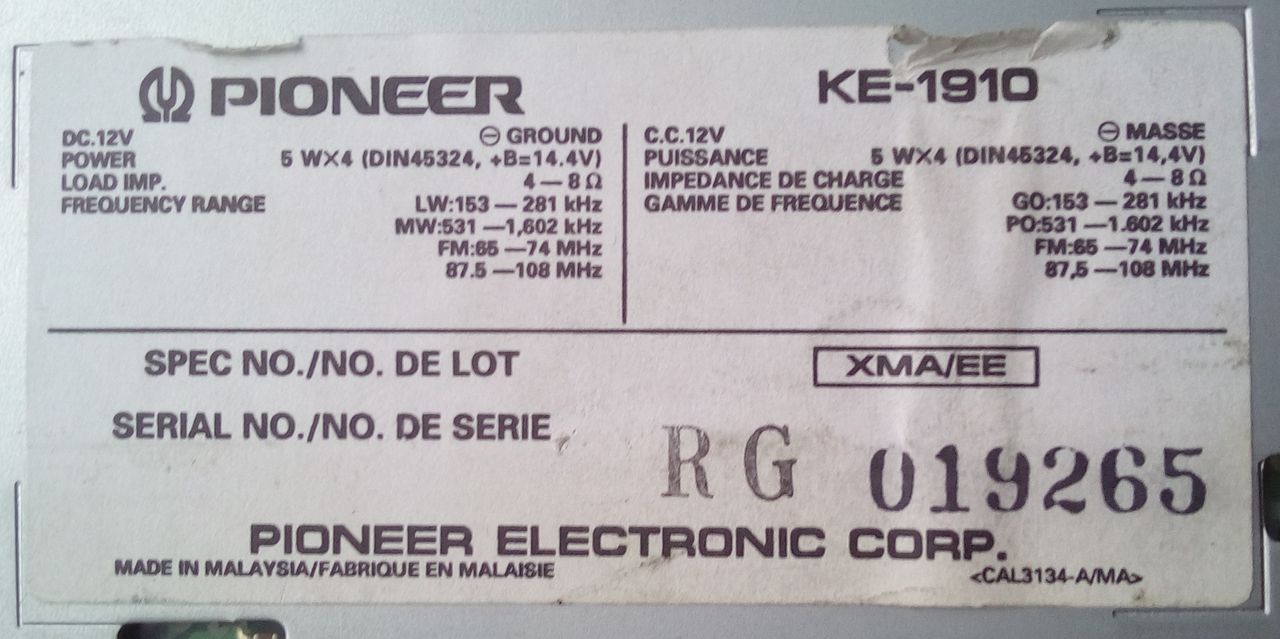 PIONEER
KE-1910
DC.12V ⊖ GROUND
POWER 5 W×4 (DIN45324, +B=14.4V)
LOAD IMP. 4 — 8 Ω
FREQUENCY RANGE LW:153 — 281 kHz
MW:531 — 1,602 kHz
FM:65 — 74 MHz
87.5 — 108 MHz
C.C.12V ⊖ MASSE
PUISSANCE 5 W×4 (DIN45324, +B=14,4V)
IMPEDANCE DE CHARGE 4 — 8 Ω
GAMME DE FREQUENCE GO:153 — 281 kHz
PO:531 — 1.602 kHz
FM:65 — 74 MHz
87,5 — 108 MHz
SPEC NO./NO. DE LOT XMA/EE
SERIAL NO./NO. DE SERIE RG 019265
PIONEER ELECTRONIC CORP.
MADE IN MALAYSIA/FABRIQUE EN MALAISIE <CAL3134-A/MA>